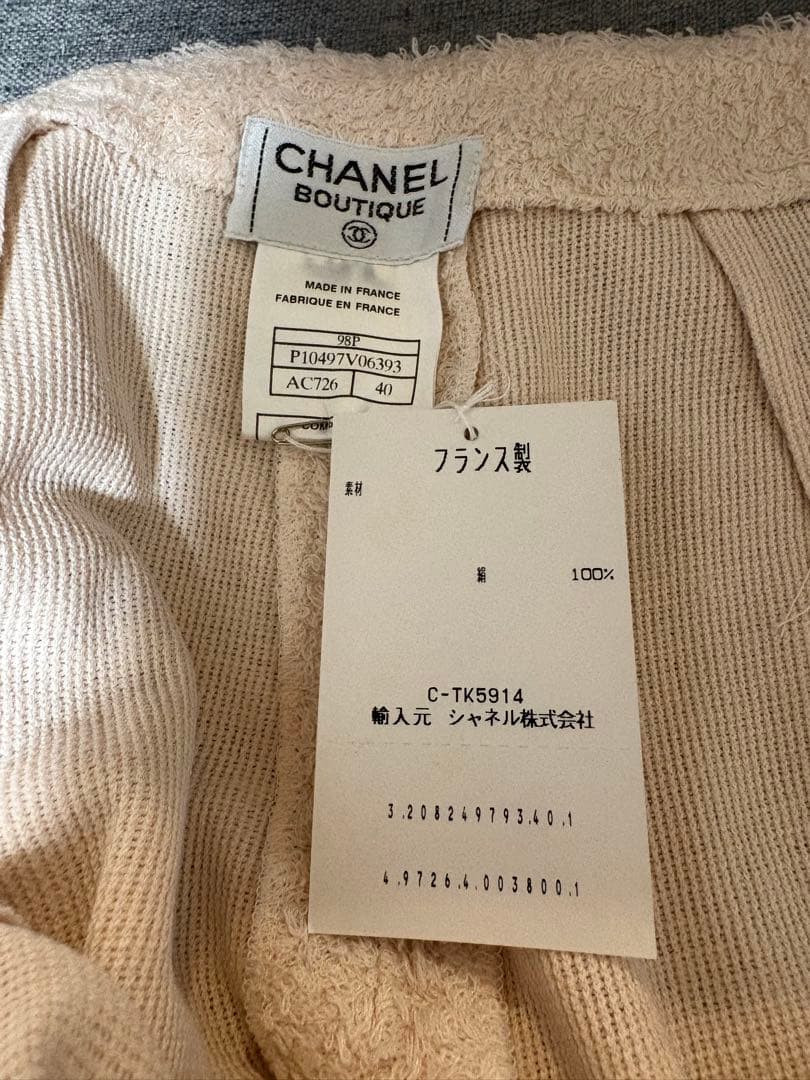 CHANEL
BOUTIQUE
MADE IN FRANCE
FABRIQUE EN FRANCE
98P
P10497V06393
AC726 40
フランス製
素材
絹 100%
C-TK5914
輸入元 シャネル株式会社
3.208249793.40.1
4.9726.4.003800.1